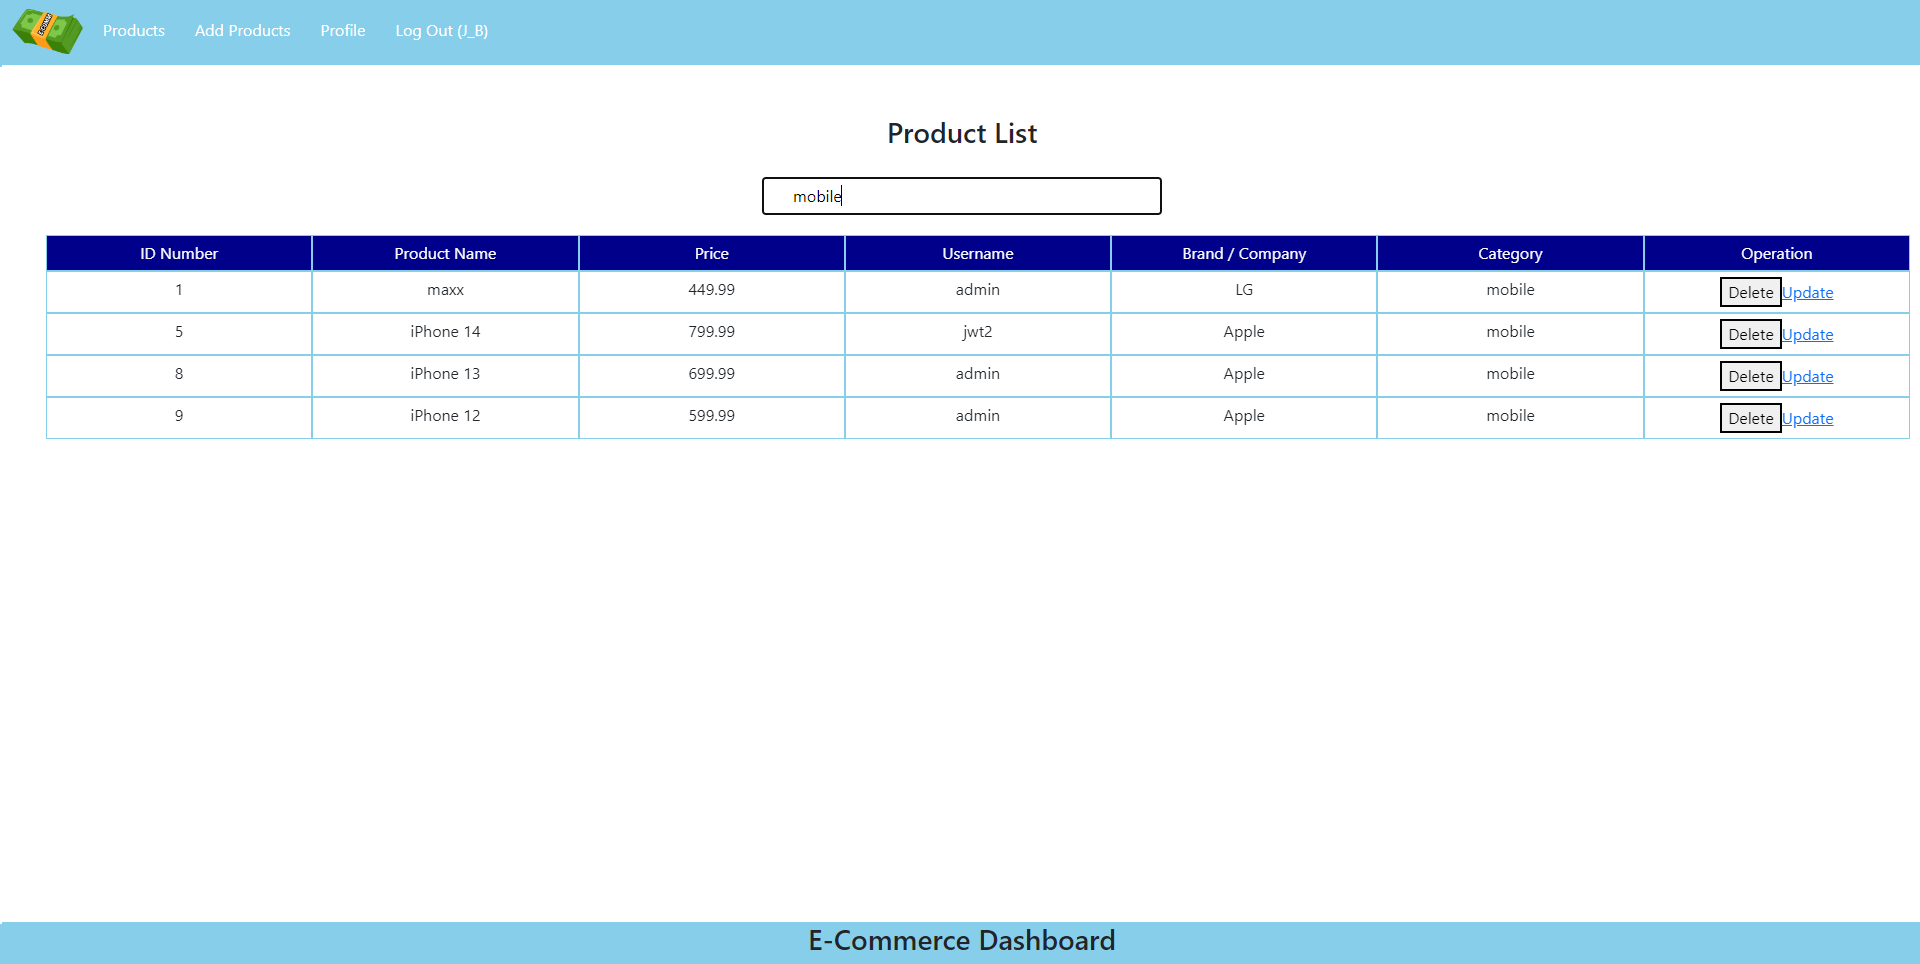 Products Add Products Profile Log Out (J_B)
Product List
mobile
ID Number Product Name Price Username Brand / Company Category Operation
1 maxx 449.99 admin LG mobile Delete Update
5 iPhone 14 799.99 jwt2 Apple mobile Delete Update
8 iPhone 13 699.99 admin Apple mobile Delete Update
9 iPhone 12 599.99 admin Apple mobile Delete Update
E-Commerce Dashboard